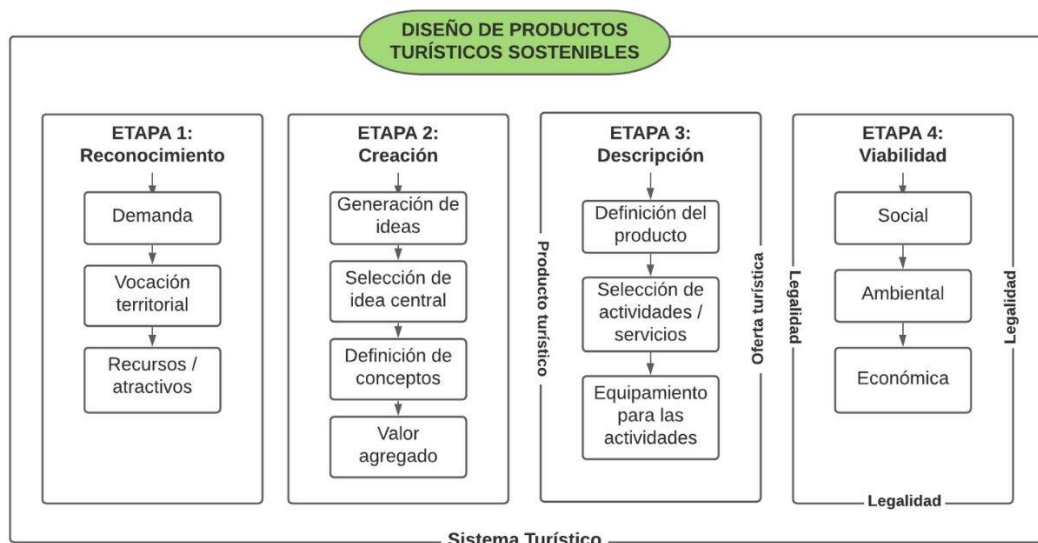 DISEÑO DE PRODUCTOS
TURÍSTICOS SOSTENIBLES
ETAPA 1:
Reconocimiento
Demanda
Vocación
territorial
Recursos /
atractivos
ETAPA 2:
Creación
Generación de
ideas
Selección de
idea central
Definición de
conceptos
Valor
agregado
ETAPA 3:
Descripción
Producto turístico
Definición del
producto
Selección de
actividades /
servicios
Equipamiento
para las
actividades
Oferta turística
ETAPA 4:
Viabilidad
Legalidad
Social
Ambiental
Económica
Legalidad
Legalidad
Sistema Turístico